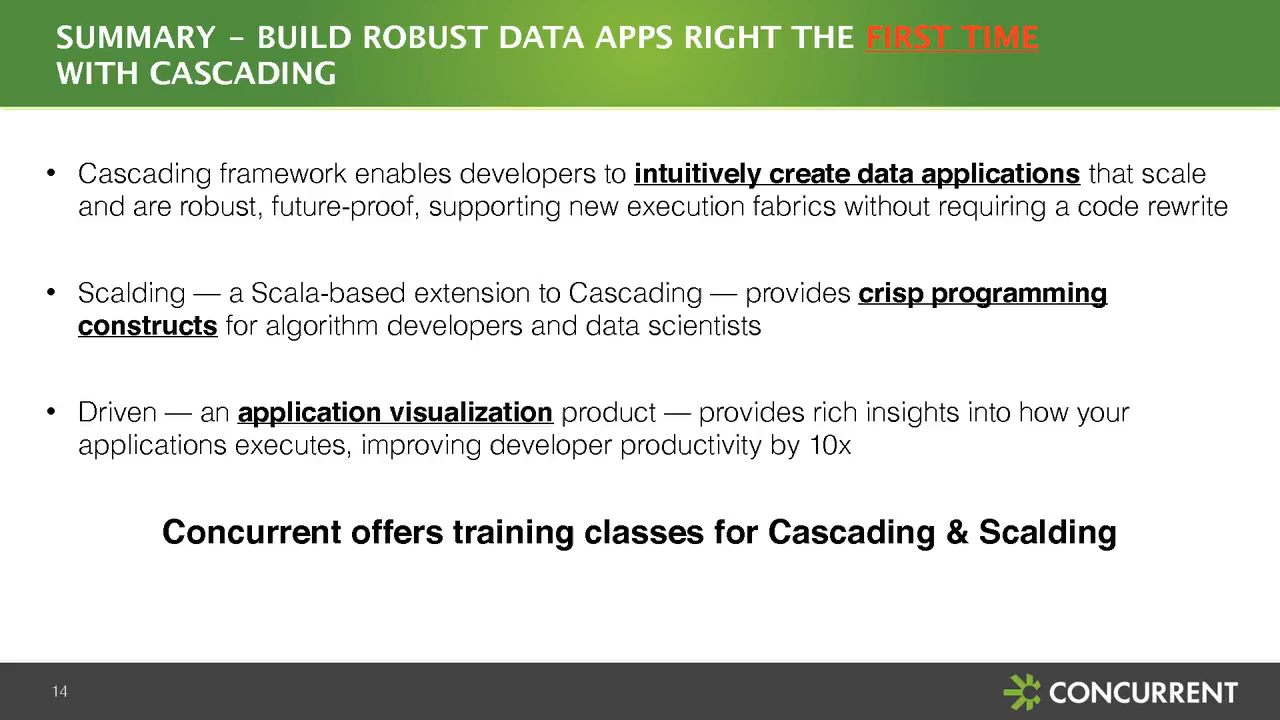 SUMMARY – BUILD ROBUST DATA APPS RIGHT THE FIRST TIME
WITH CASCADING
• Cascading framework enables developers to intuitively create data applications that scale
and are robust, future-proof, supporting new execution fabrics without requiring a code rewrite
• Scalding — a Scala-based extension to Cascading — provides crisp programming
constructs for algorithm developers and data scientists
• Driven — an application visualization product — provides rich insights into how your
applications executes, improving developer productivity by 10x
Concurrent offers training classes for Cascading & Scalding
14
CONCURRENT